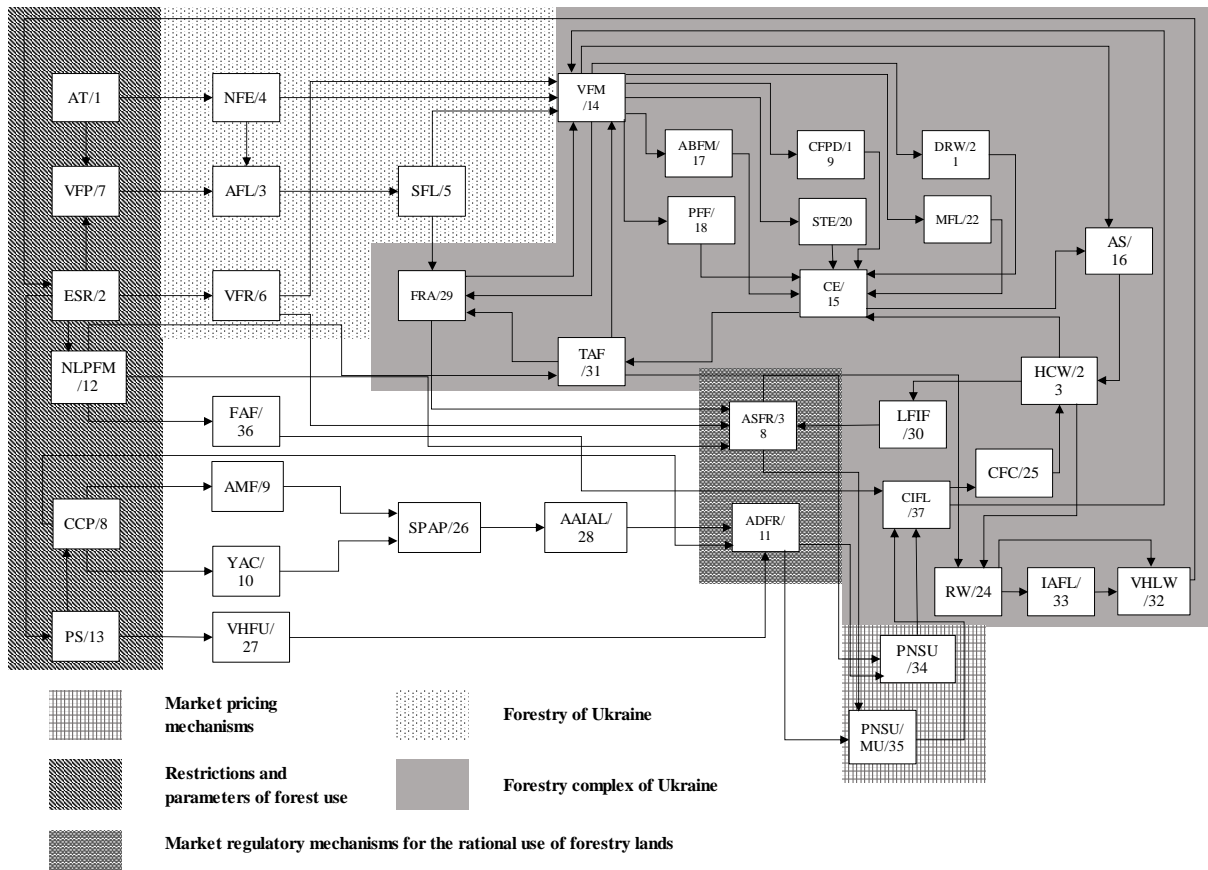 AT/1
NFE/4
VFM
/14
ABFM/
17
CFPD/1
9
DRW/2
1
VFP/7
AFL/3
SFL/5
PFF/
18
STE/20
MFL/22
AS/
16
ESR/2
VFR/6
FRA/29
CE/
15
NLPFM
/12
TAF
/31
HCW/2
3
FAF/
36
ASFR/3
8
LFIF
/30
AMF/9
CFC/25
CCP/8
SPAP/26
AAIAL/
28
ADFR/
11
CIFL
/37
YAC/
10
RW/24
IAFL/
33
VHLW
/32
PS/13
VHFU/
27
PNSU
/34
PNSU/
MU/35
Market pricing
mechanisms
Forestry of Ukraine
Restrictions and
parameters of forest use
Forestry complex of Ukraine
Market regulatory mechanisms for the rational use of forestry lands